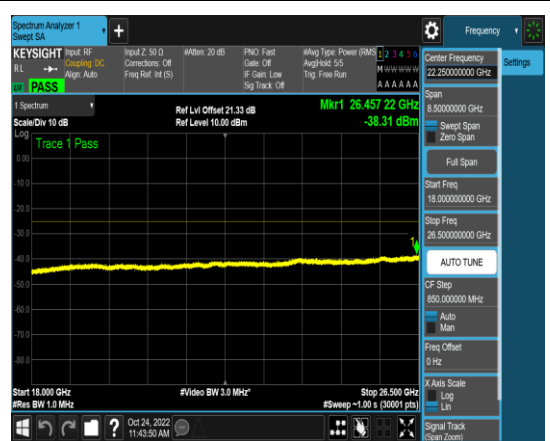 Spectrum Analyzer 1
Swept SA
+
Frequency
KEYSIGHT
RL
Input: RF
Coupling: DC
Align: Auto
Input Z: 50 Ω
Corrections: Off
Freq Ref: Int (S)
#Atten: 20 dB
PNO: Fast
Gate: Off
IF Gain: Low
Sig Track: Off
#Avg Type: Power (RMS
Avg|Hold: 5/5
Trig: Free Run
1 2 3 4 5 6
M W W W W W
A A A A A A
PASS
1 Spectrum
Scale/Div 10 dB
Ref Lvl Offset 21.33 dB
Ref Level 10.00 dBm
Mkr1 26.457 22 GHz
-38.31 dBm
Log
Trace 1 Pass
0.00
-10.0
-20.0
-30.0
-40.0
-50.0
-60.0
-70.0
-80.0
1
Start 18.000 GHz
#Res BW 1.0 MHz
#Video BW 3.0 MHz*
Stop 26.500 GHz
#Sweep ~1.00 s (30001 pts)
Oct 24, 2022
11:43:50 AM
?
Settings
Center Frequency
22.250000000 GHz
Span
8.50000000 GHz
Swept Span
Zero Span
Full Span
Start Freq
18.000000000 GHz
Stop Freq
26.500000000 GHz
AUTO TUNE
CF Step
850.000000 MHz
Auto
Man
Freq Offset
0 Hz
X Axis Scale
Log
Lin
Signal Track
(Span Zoom)